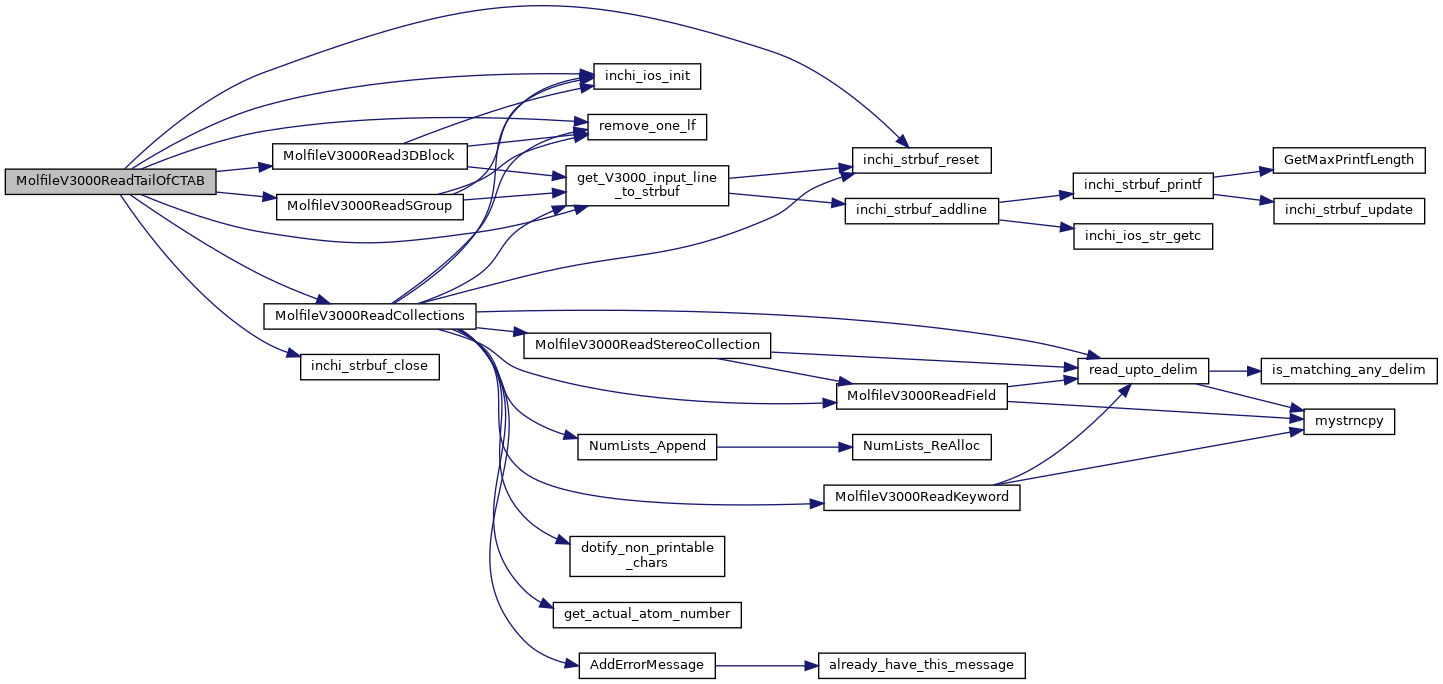 MolfileV3000ReadTailOfCTAB
inchi_ios_init
remove_one_lf
MolfileV3000Read3DBlock
MolfileV3000ReadSGroup
get_V3000_input_line
_to_strbuf
MolfileV3000ReadCollections
inchi_strbuf_close
inchi_strbuf_reset
inchi_strbuf_addline
inchi_strbuf_printf
inchi_ios_str_getc
GetMaxPrintfLength
inchi_strbuf_update
MolfileV3000ReadStereoCollection
read_upto_delim
is_matching_any_delim
MolfileV3000ReadField
mystrncpy
NumLists_Append
NumLists_ReAlloc
MolfileV3000ReadKeyword
dotify_non_printable
_chars
get_actual_atom_number
AddErrorMessage
already_have_this_message